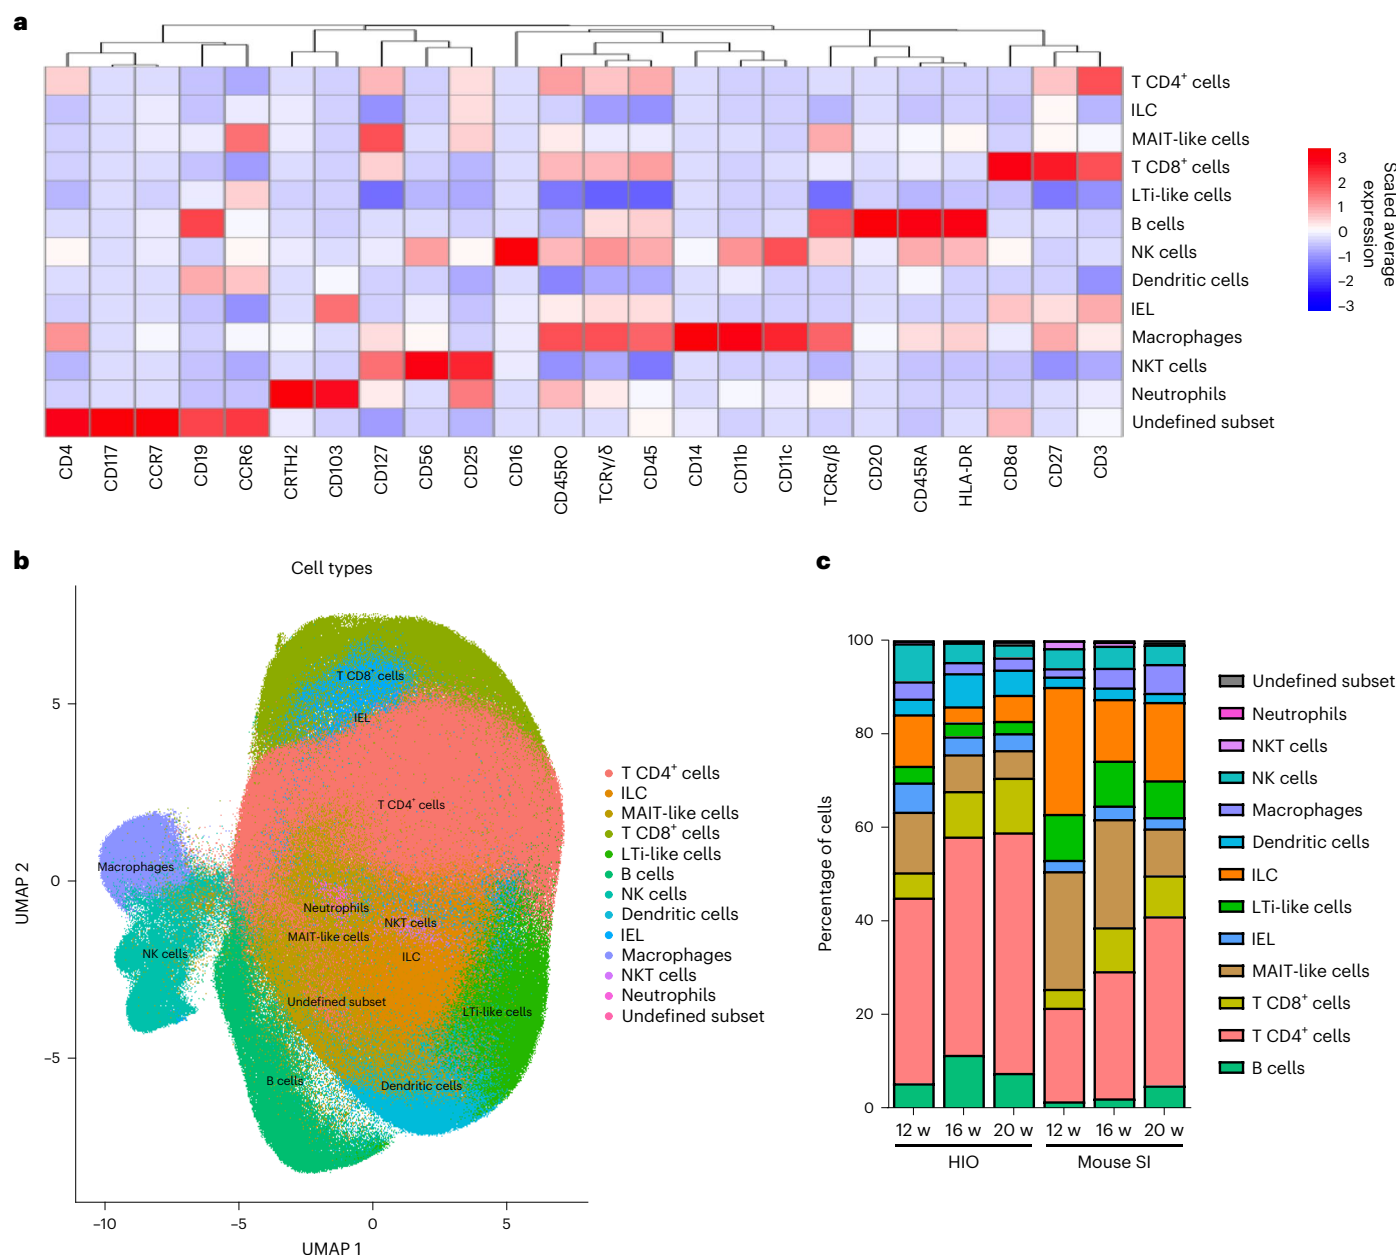 a
T CD4⁺ cells
ILC
MAIT-like cells
T CD8⁺ cells
LTi-like cells
B cells
NK cells
Dendritic cells
IEL
Macrophages
NKT cells
Neutrophils
Undefined subset
3
2
1
0
−1
−2
−3
Scaled average
expression
CD4
CD117
CCR7
CD19
CCR6
CRTH2
CD103
CD127
CD56
CD25
CD16
CD45RO
TCRγ/δ
CD45
CD14
CD11b
CD11c
TCRα/β
CD20
CD45RA
HLA-DR
CD8α
CD27
CD3
b
Cell types
UMAP 2
5
0
−5
−10
−5
0
5
UMAP 1
T CD8⁺ cells
IEL
T CD4⁺ cells
Macrophages
Neutrophils
NKT cells
MAIT-like cells
NK cells
ILC
Undefined subset
LTi-like cells
B cells
Dendritic cells
T CD4⁺ cells
ILC
MAIT-like cells
T CD8⁺ cells
LTi-like cells
B cells
NK cells
Dendritic cells
IEL
Macrophages
NKT cells
Neutrophils
Undefined subset
c
Percentage of cells
100
80
60
40
20
0
12 w
16 w
20 w
12 w
16 w
20 w
HIO
Mouse SI
Undefined subset
Neutrophils
NKT cells
NK cells
Macrophages
Dendritic cells
ILC
LTi-like cells
IEL
MAIT-like cells
T CD8⁺ cells
T CD4⁺ cells
B cells